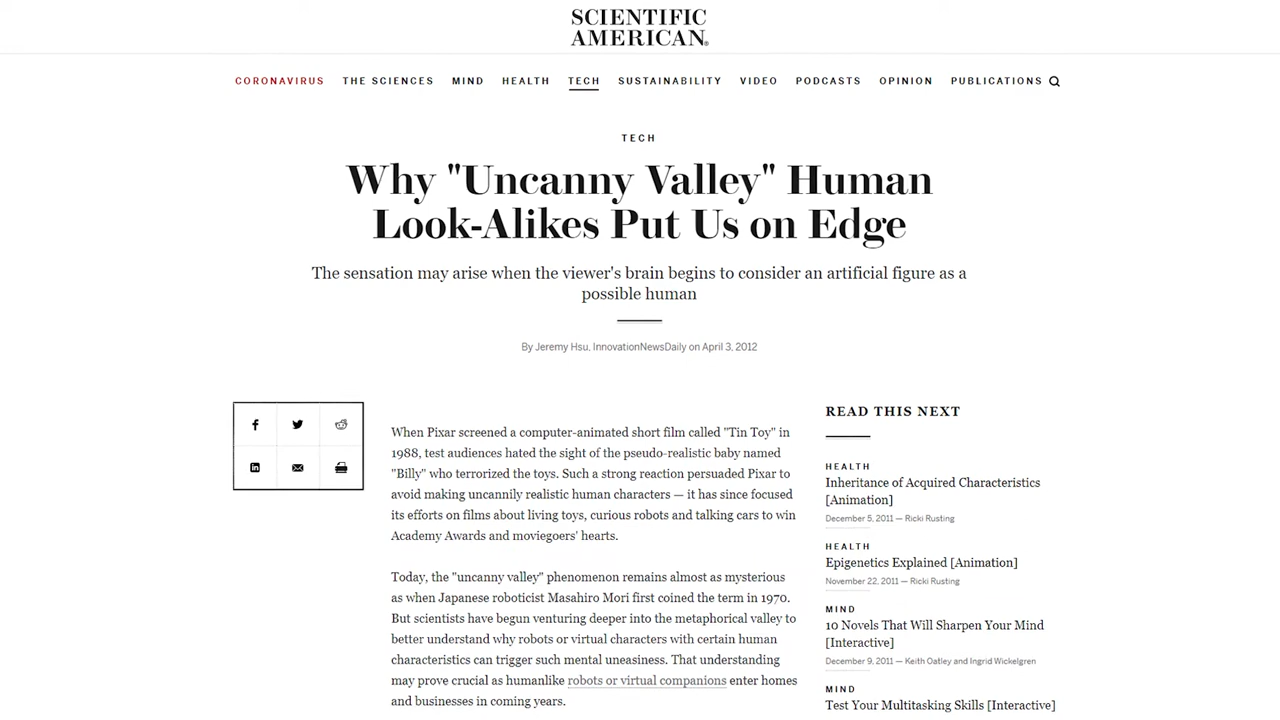 SCIENTIFIC
AMERICAN®
CORONAVIRUS THE SCIENCES MIND HEALTH TECH SUSTAINABILITY VIDEO PODCASTS OPINION PUBLICATIONS
TECH
Why "Uncanny Valley" Human
Look-Alikes Put Us on Edge
The sensation may arise when the viewer's brain begins to consider an artificial figure as a
possible human
By Jeremy Hsu, InnovationNewsDaily on April 3, 2012
When Pixar screened a computer-animated short film called "Tin Toy" in
1988, test audiences hated the sight of the pseudo-realistic baby named
"Billy" who terrorized the toys. Such a strong reaction persuaded Pixar to
avoid making uncannily realistic human characters — it has since focused
its efforts on films about living toys, curious robots and talking cars to win
Academy Awards and moviegoers' hearts.
Today, the "uncanny valley" phenomenon remains almost as mysterious
as when Japanese roboticist Masahiro Mori first coined the term in 1970.
But scientists have begun venturing deeper into the metaphorical valley to
better understand why robots or virtual characters with certain human
characteristics can trigger such mental uneasiness. That understanding
may prove crucial as humanlike robots or virtual companions enter homes
and businesses in coming years.
READ THIS NEXT
HEALTH
Inheritance of Acquired Characteristics
[Animation]
December 5, 2011 — Ricki Rusting
HEALTH
Epigenetics Explained [Animation]
November 22, 2011 — Ricki Rusting
MIND
10 Novels That Will Sharpen Your Mind
[Interactive]
December 9, 2011 — Keith Oatley and Ingrid Wickelgren
MIND
Test Your Multitasking Skills [Interactive]